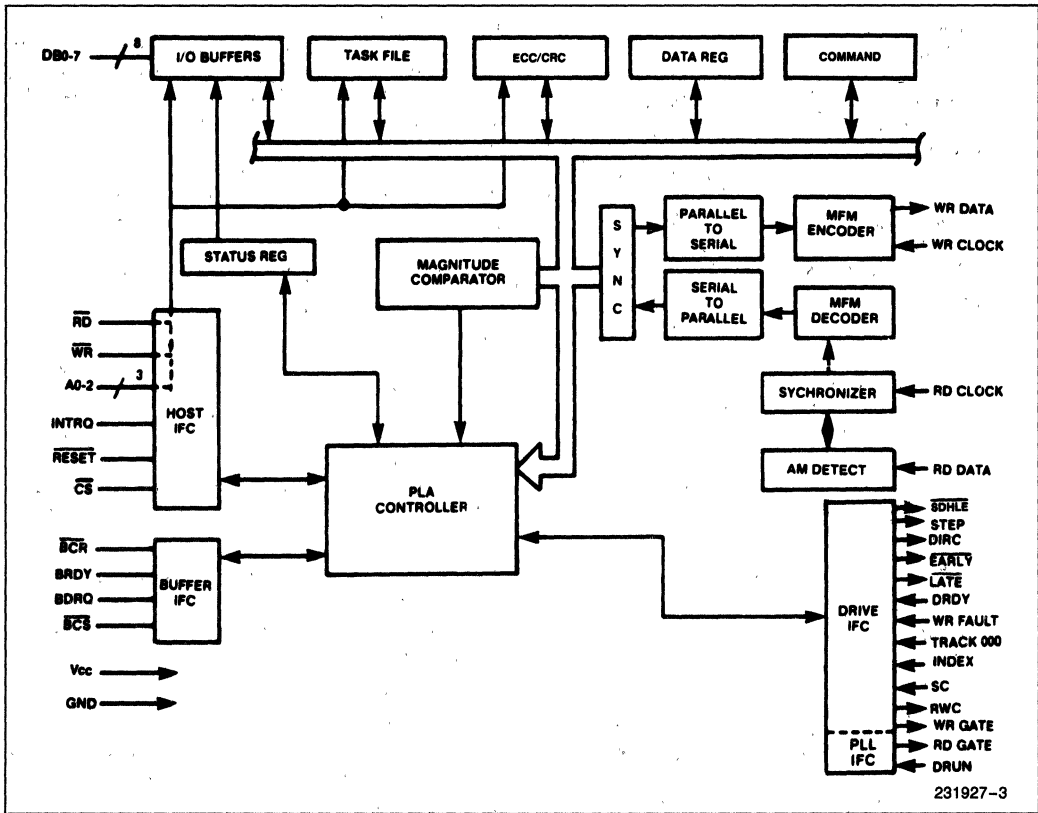 DB0-7
8
I/O BUFFERS
TASK FILE
ECC/CRC
DATA REG
COMMAND
STATUS REG
MAGNITUDE
COMPARATOR
SYNC
PARALLEL
TO
SERIAL
MFM
ENCODER
WR DATA
WR CLOCK
SERIAL
TO
PARALLEL
MFM
DECODER
SYCHRONIZER
RD CLOCK
AM DETECT
RD DATA
RD
WR
A0-2
3
INTRQ
RESET
CS
HOST
IFC
BCR
BRDY
BDRQ
BCS
BUFFER
IFC
Vcc
GND
PLA
CONTROLLER
DRIVE
IFC
PLL
IFC
SDHLE
STEP
DIRC
EARLY
LATE
DRDY
WR FAULT
TRACK 000
INDEX
SC
RWC
WR GATE
RD GATE
DRUN
231927-3